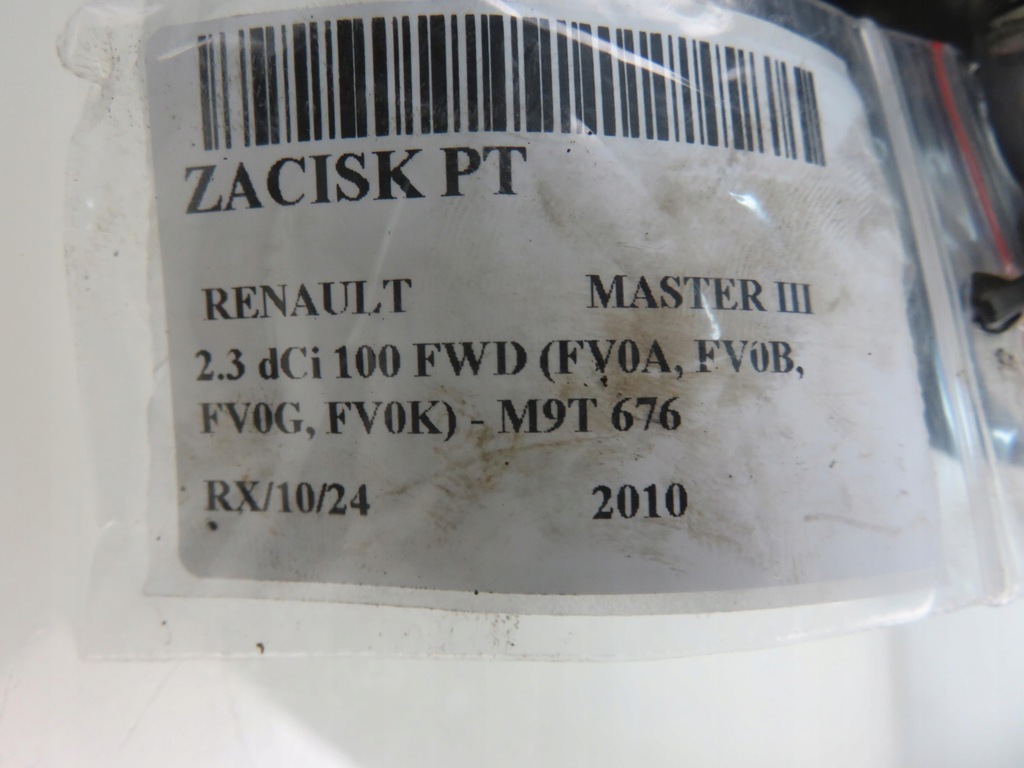 ZACISK PT
RENAULT MASTER III
2.3 dCi 100 FWD (FV0A, FV0B,
FV0G, FV0K) - M9T 676
RX/10/24 2010